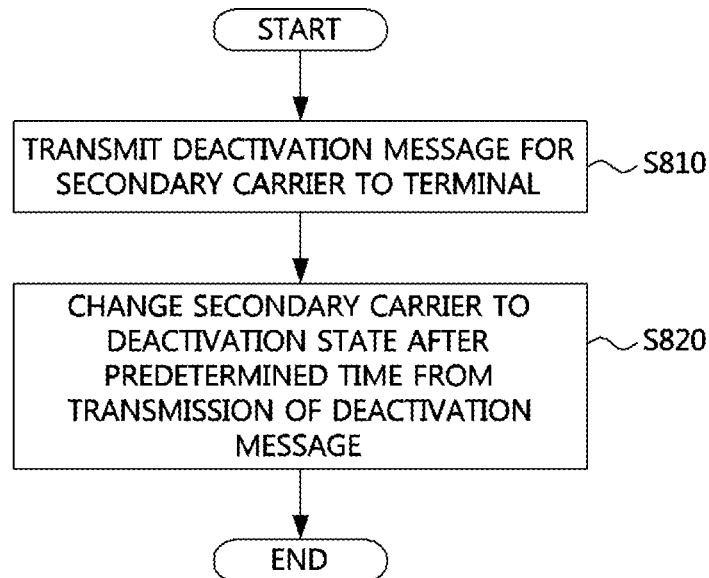 START
TRANSMIT DEACTIVATION MESSAGE FOR
SECONDARY CARRIER TO TERMINAL
S810
CHANGE SECONDARY CARRIER TO
DEACTIVATION STATE AFTER
PREDETERMINED TIME FROM
TRANSMISSION OF DEACTIVATION
MESSAGE
S820
END